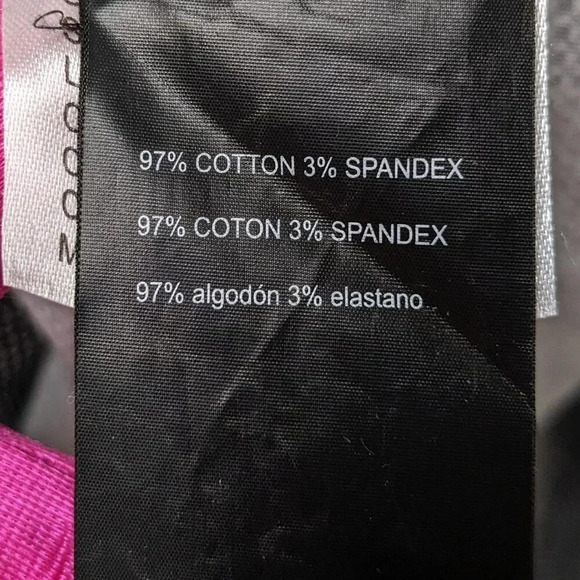 97% COTTON 3% SPANDEX
97% COTON 3% SPANDEX
97% algodón 3% elastano